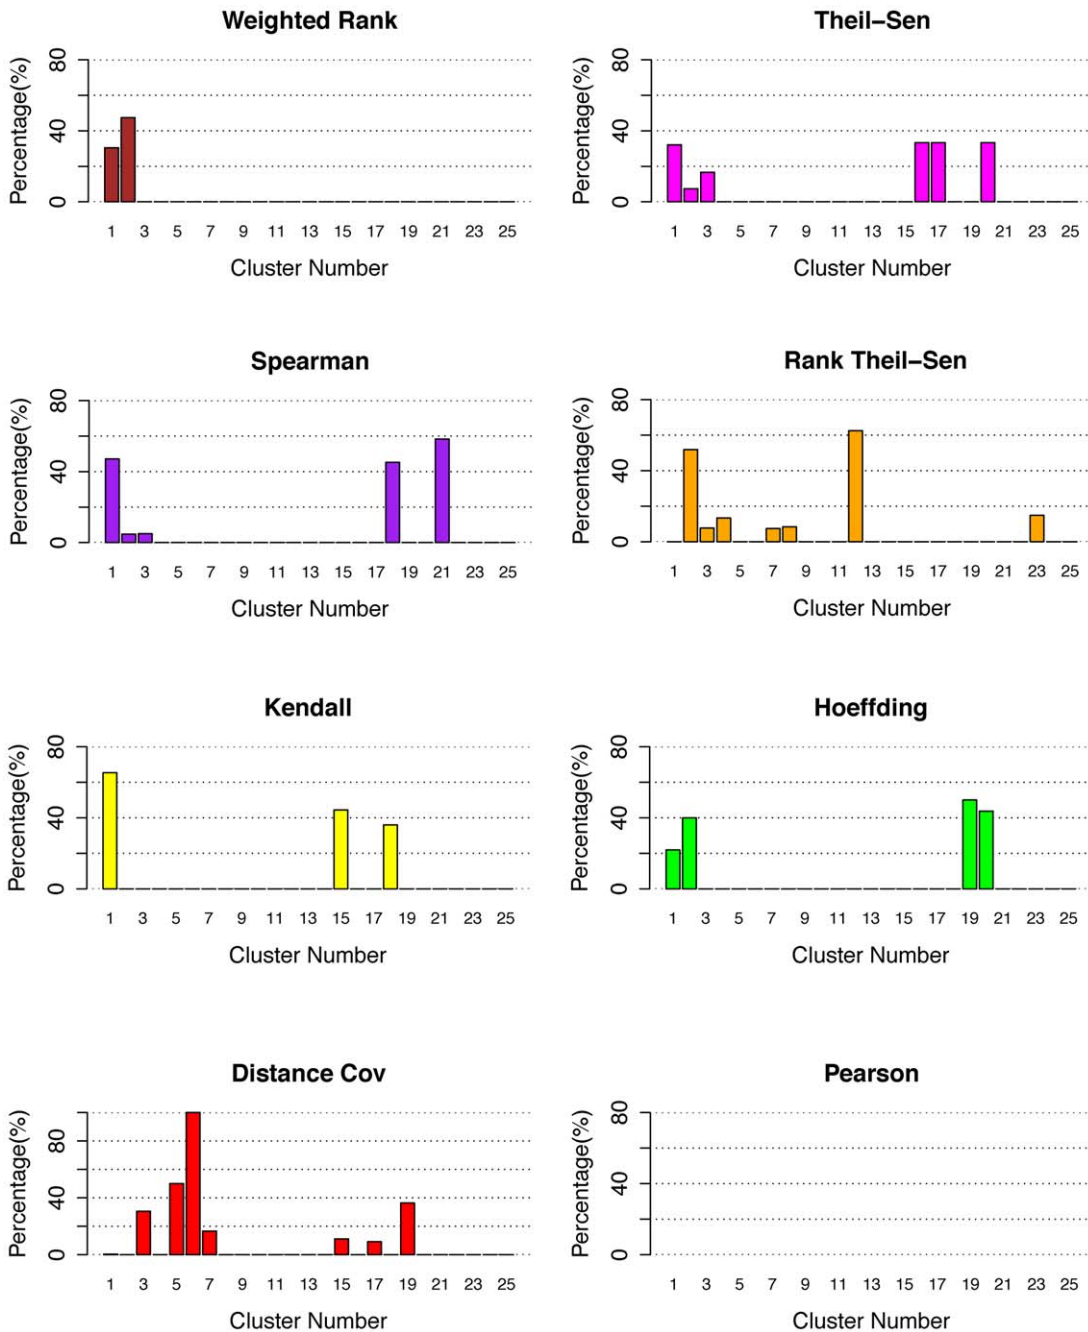 Weighted Rank
Percentage(%)
0 40 80
1 3 5 7 9 11 13 15 17 19 21 23 25
Cluster Number
Theil–Sen
Percentage(%)
0 40 80
1 3 5 7 9 11 13 15 17 19 21 23 25
Cluster Number
Spearman
Percentage(%)
0 40 80
1 3 5 7 9 11 13 15 17 19 21 23 25
Cluster Number
Rank Theil–Sen
Percentage(%)
0 40 80
1 3 5 7 9 11 13 15 17 19 21 23 25
Cluster Number
Kendall
Percentage(%)
0 40 80
1 3 5 7 9 11 13 15 17 19 21 23 25
Cluster Number
Hoeffding
Percentage(%)
0 40 80
1 3 5 7 9 11 13 15 17 19 21 23 25
Cluster Number
Distance Cov
Percentage(%)
0 40 80
1 3 5 7 9 11 13 15 17 19 21 23 25
Cluster Number
Pearson
Percentage(%)
0 40 80
1 3 5 7 9 11 13 15 17 19 21 23 25
Cluster Number